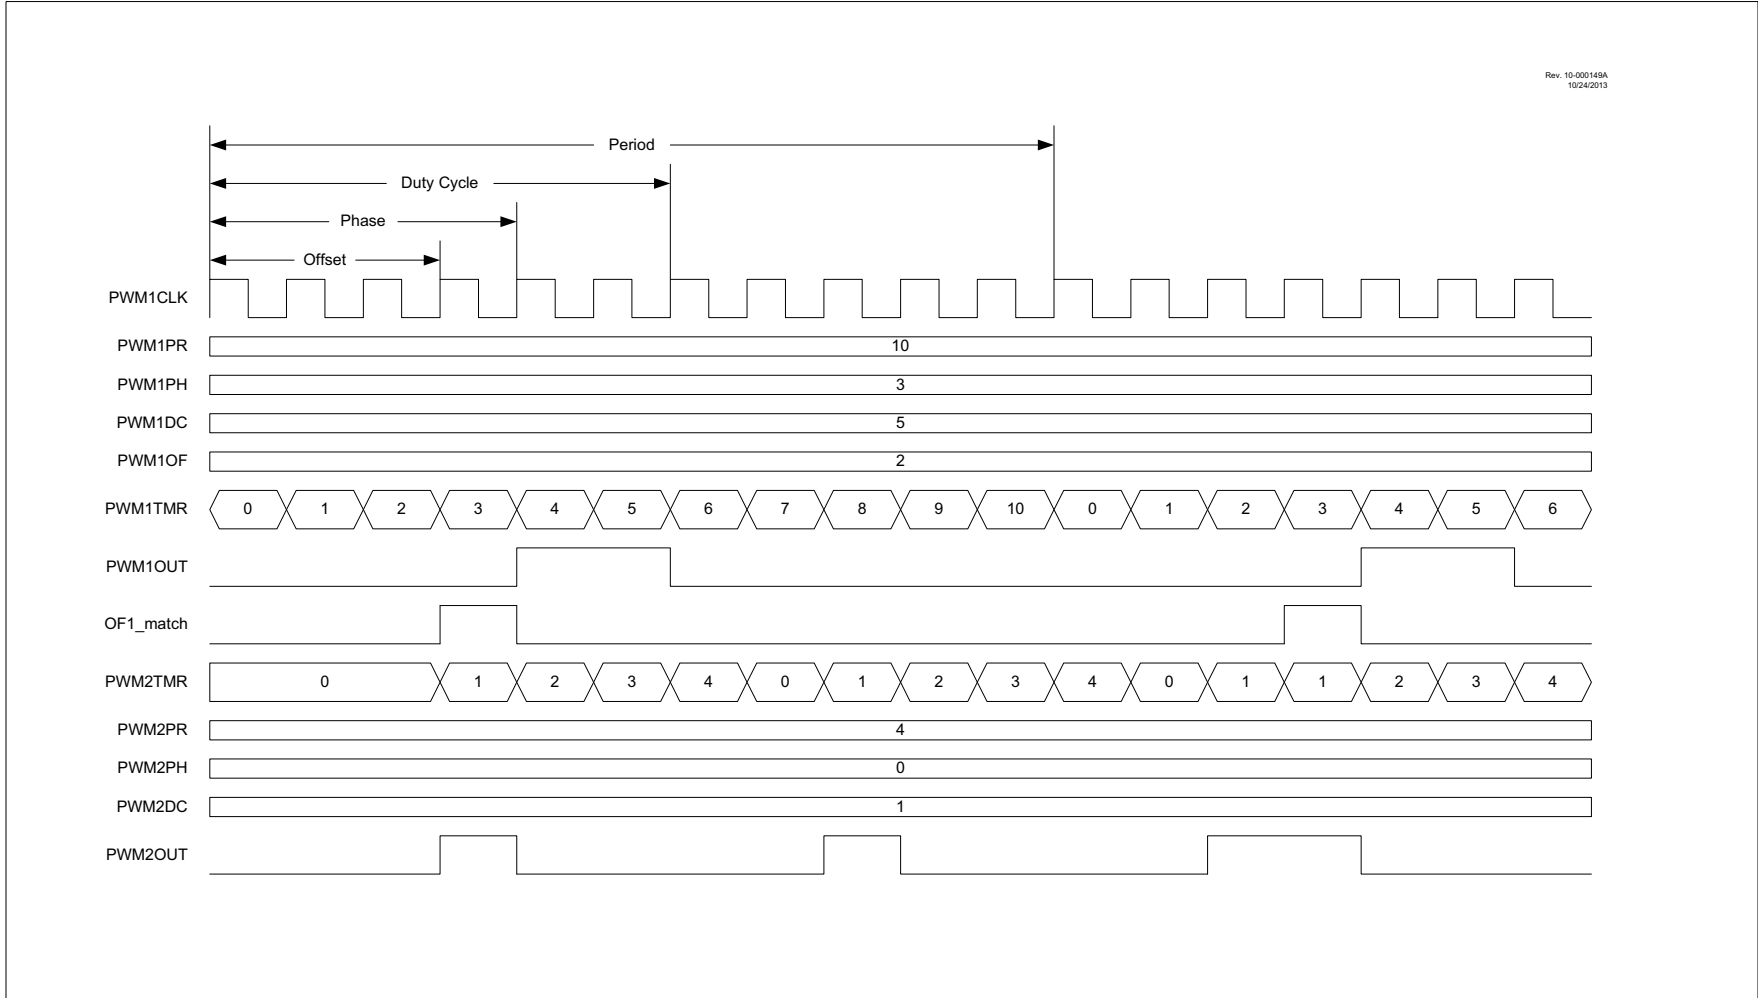 Rev. 10-000149A
10/24/2013
Period
Duty Cycle
Phase
Offset
PWM1CLK
PWM1PR 10
PWM1PH 3
PWM1DC 5
PWM1OF 2
PWM1TMR 0 1 2 3 4 5 6 7 8 9 10 0 1 2 3 4 5 6
PWM1OUT
OF1_match
PWM2TMR 0 1 2 3 4 0 1 2 3 4 0 1 1 2 3 4
PWM2PR 4
PWM2PH 0
PWM2DC 1
PWM2OUT